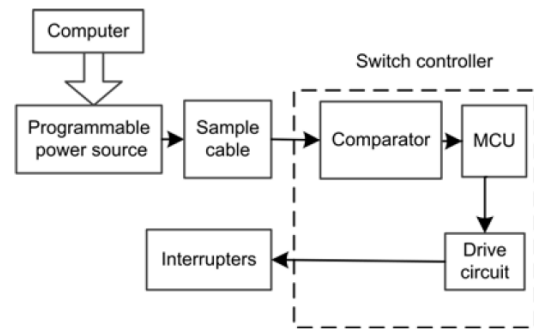 Computer
Switch controller
Programmable
power source
Sample
cable
Comparator
MCU
Interrupters
Drive
circuit